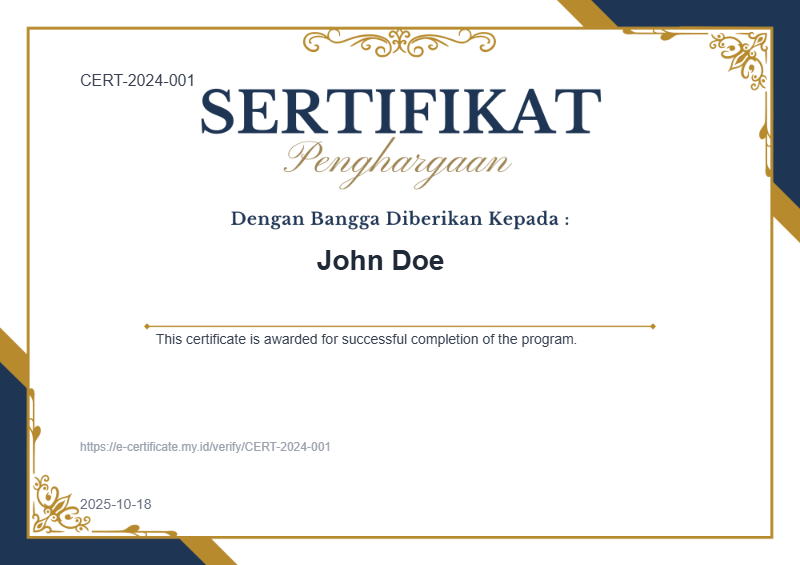 CERT-2024-001
SERTIFIKAT
Penghargaan
Dengan Bangga Diberikan Kepada :
John Doe
This certificate is awarded for successful completion of the program.
https://e-certificate.my.id/verify/CERT-2024-001
2025-10-18